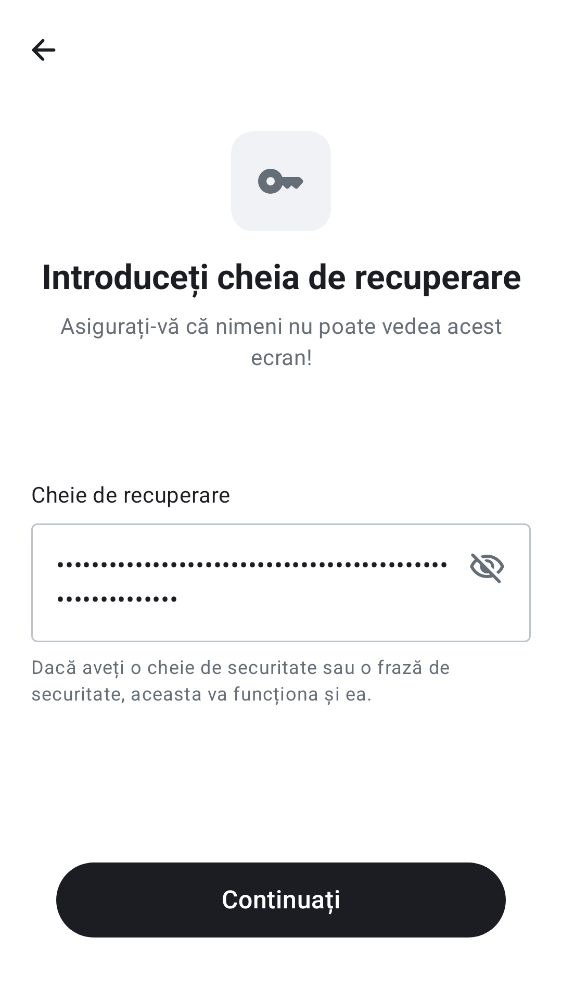 Introduceți cheia de recuperare
Asigurați-vă că nimeni nu poate vedea acest
ecran!
Cheie de recuperare
•••••••••••••••••••••••••••••••••••••••••••••
••••••••••••••
Dacă aveți o cheie de securitate sau o frază de
securitate, aceasta va funcționa și ea.
Continuați